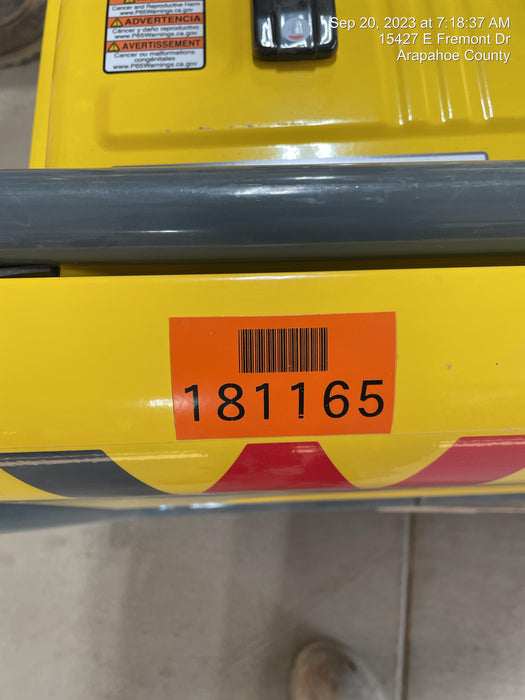 Cancer and Reproductive Harm
www.P65Warnings.ca.gov
ADVERTENCIA
Cáncer y daño reproductivo
www.P65Warnings.ca.gov
AVERTISSEMENT
Cancer ou malformations
congénitales
www.P65Warnings.ca.gov
Sep 20, 2023 at 7:18:37 AM
15427 E Fremont Dr
Arapahoe County
181165